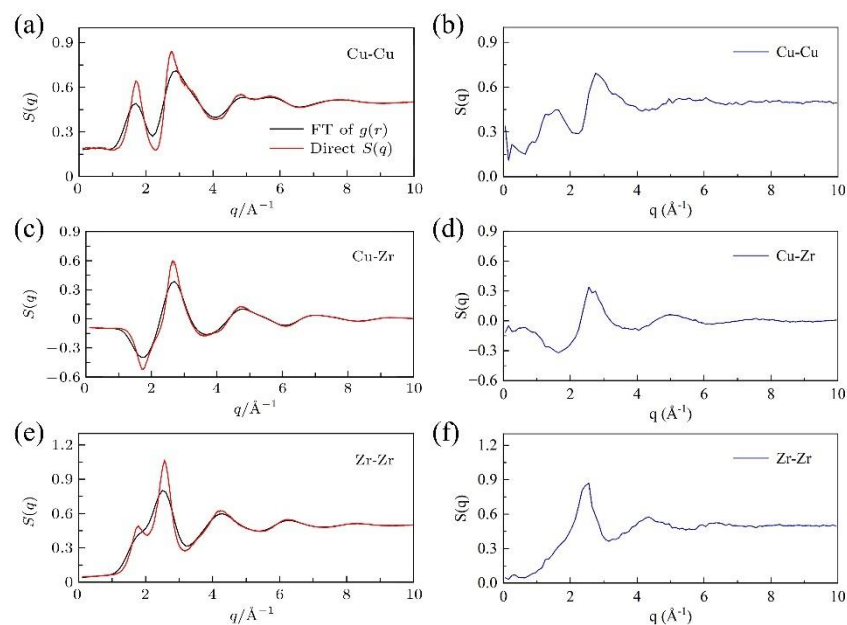 (a)
0.9
0.6
0.3
0.0
S(q)
Cu-Cu
FT of g(r)
Direct S(q)
0 2 4 6 8 10
q/A⁻¹
(b)
0.9
0.6
0.3
0.0
S(q)
Cu-Cu
0 2 4 6 8 10
q (Å⁻¹)
(c)
0.9
0.6
0.3
0
−0.3
−0.6
S(q)
Cu-Zr
0 2 4 6 8 10
q/Å⁻¹
(d)
0.9
0.6
0.3
0.0
−0.3
−0.6
S(q)
Cu-Zr
0 2 4 6 8 10
q (Å⁻¹)
(e)
1.2
0.9
0.6
0.3
0
S(q)
Zr-Zr
0 2 4 6 8 10
q/Å⁻¹
(f)
1.2
0.9
0.6
0.3
0.0
S(q)
Zr-Zr
0 2 4 6 8 10
q (Å⁻¹)